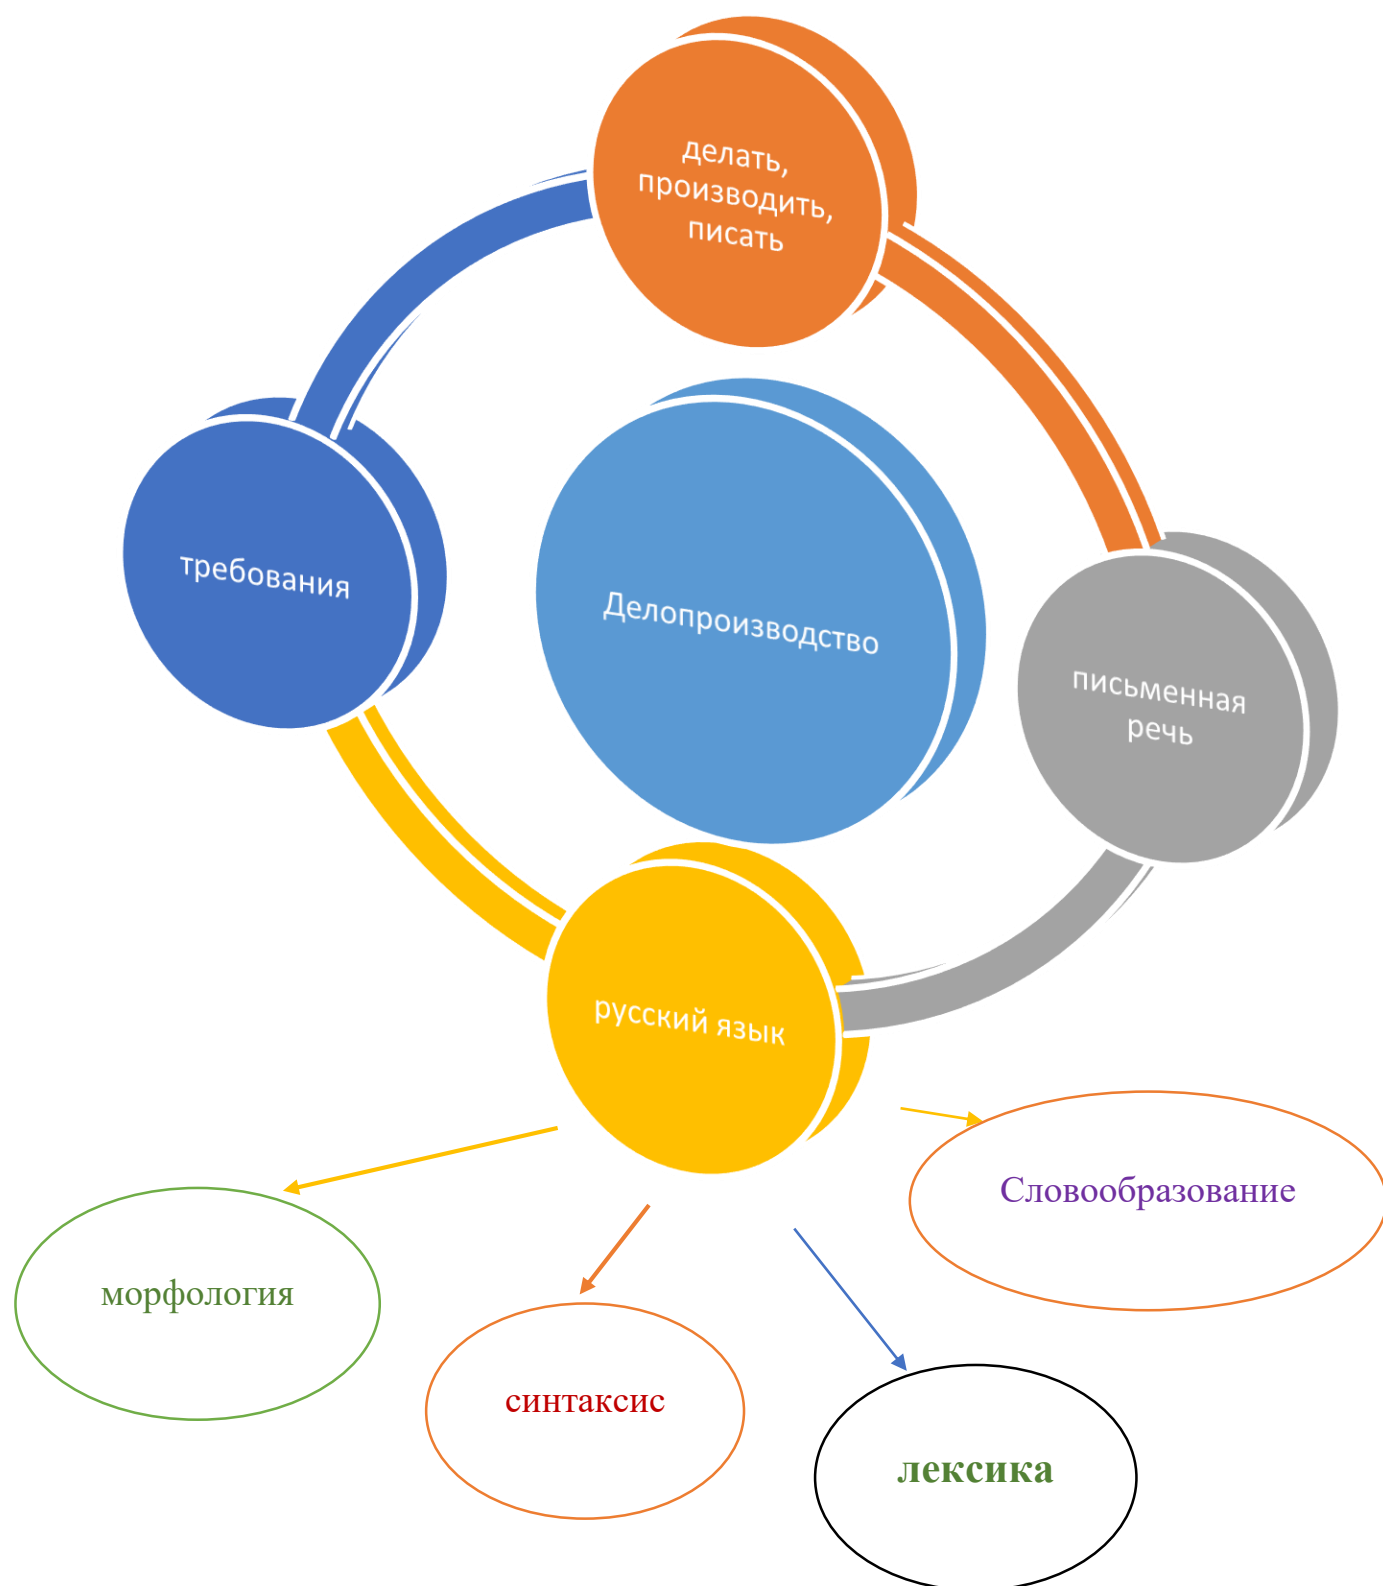 делать,
производить,
писать
требования
Делопроизводство
письменная
речь
русский язык
Словообразование
морфология
синтаксис
лексика